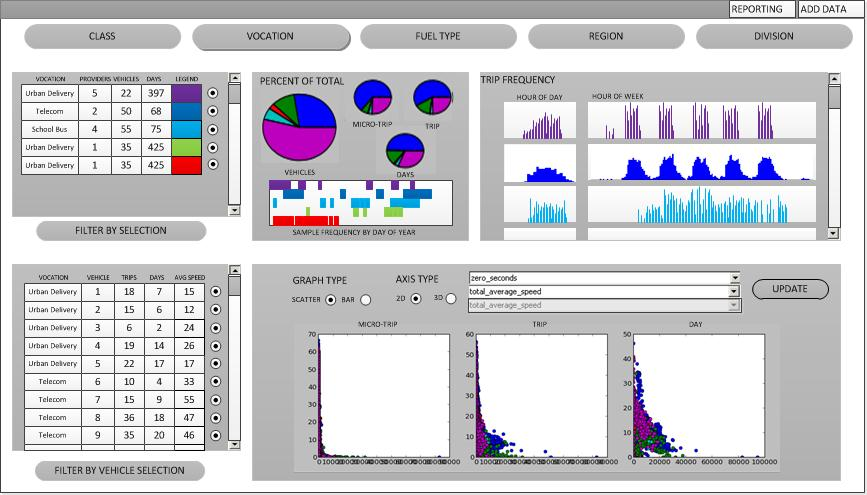 REPORTING ADD DATA
CLASS VOCATION FUEL TYPE REGION DIVISION
VOCATION PROVIDERS VEHICLES DAYS LEGEND
Urban Delivery 5 22 397
Telecom 2 50 68
School Bus 4 55 75
Urban Delivery 1 35 425
Urban Delivery 1 35 425
FILTER BY SELECTION
PERCENT OF TOTAL
MICRO-TRIP TRIP
VEHICLES DAYS
SAMPLE FREQUENCY BY DAY OF YEAR
TRIP FREQUENCY
HOUR OF DAY HOUR OF WEEK
VOCATION VEHICLE TRIPS DAYS AVG SPEED
Urban Delivery 1 18 7 15
Urban Delivery 2 15 6 12
Urban Delivery 3 6 2 24
Urban Delivery 4 19 14 26
Urban Delivery 5 22 17 17
Telecom 6 10 4 33
Telecom 7 15 9 55
Telecom 8 36 18 47
Telecom 9 35 20 46
FILTER BY VEHICLE SELECTION
GRAPH TYPE AXIS TYPE
SCATTER BAR 2D 3D
zero_seconds
total_average_speed
total_average_speed
UPDATE
MICRO-TRIP TRIP DAY
70 60 50
60 50 40
50 40 30
40 30 20
30 20 10
20 10 0
10 0
0
0 20000 40000 60000 80000 100000